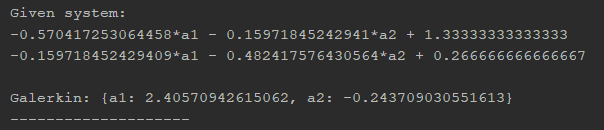 Given system:
-0.570417253064458*a1 - 0.15971845242941*a2 + 1.33333333333333
-0.159718452429409*a1 - 0.482417576430564*a2 + 0.266666666666667
Galerkin: {a1: 2.40570942615062, a2: -0.243709030551613}
--------------------